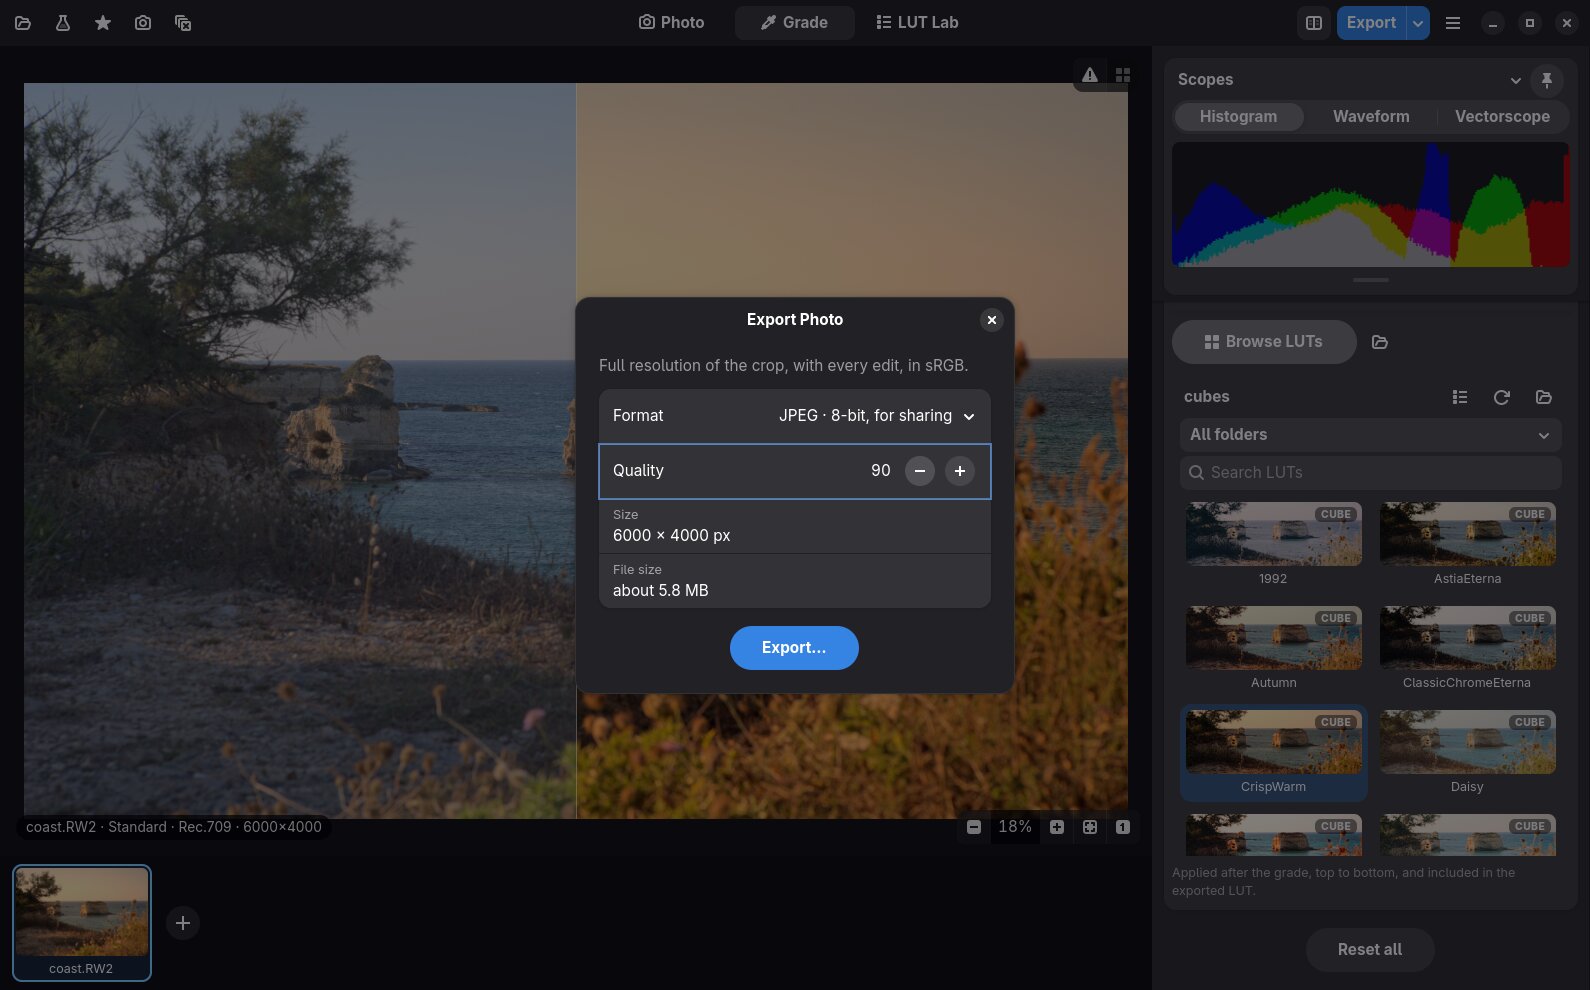 Photo
Grade
LUT Lab
Export
Scopes
Histogram
Waveform
Vectorscope
Browse LUTs
cubes
All folders
Search LUTs
CUBE
CUBE
1992
AstiaEterna
CUBE
CUBE
Autumn
ClassicChromeEterna
CUBE
CUBE
CrispWarm
Daisy
CUBE
CUBE
Applied after the grade, top to bottom, and included in the
exported LUT.
Reset all
Export Photo
Full resolution of the crop, with every edit, in sRGB.
Format
JPEG · 8-bit, for sharing
Quality
90
Size
6000 × 4000 px
File size
about 5.8 MB
Export...
coast.RW2 · Standard · Rec.709 · 6000×4000
18%
1
coast.RW2